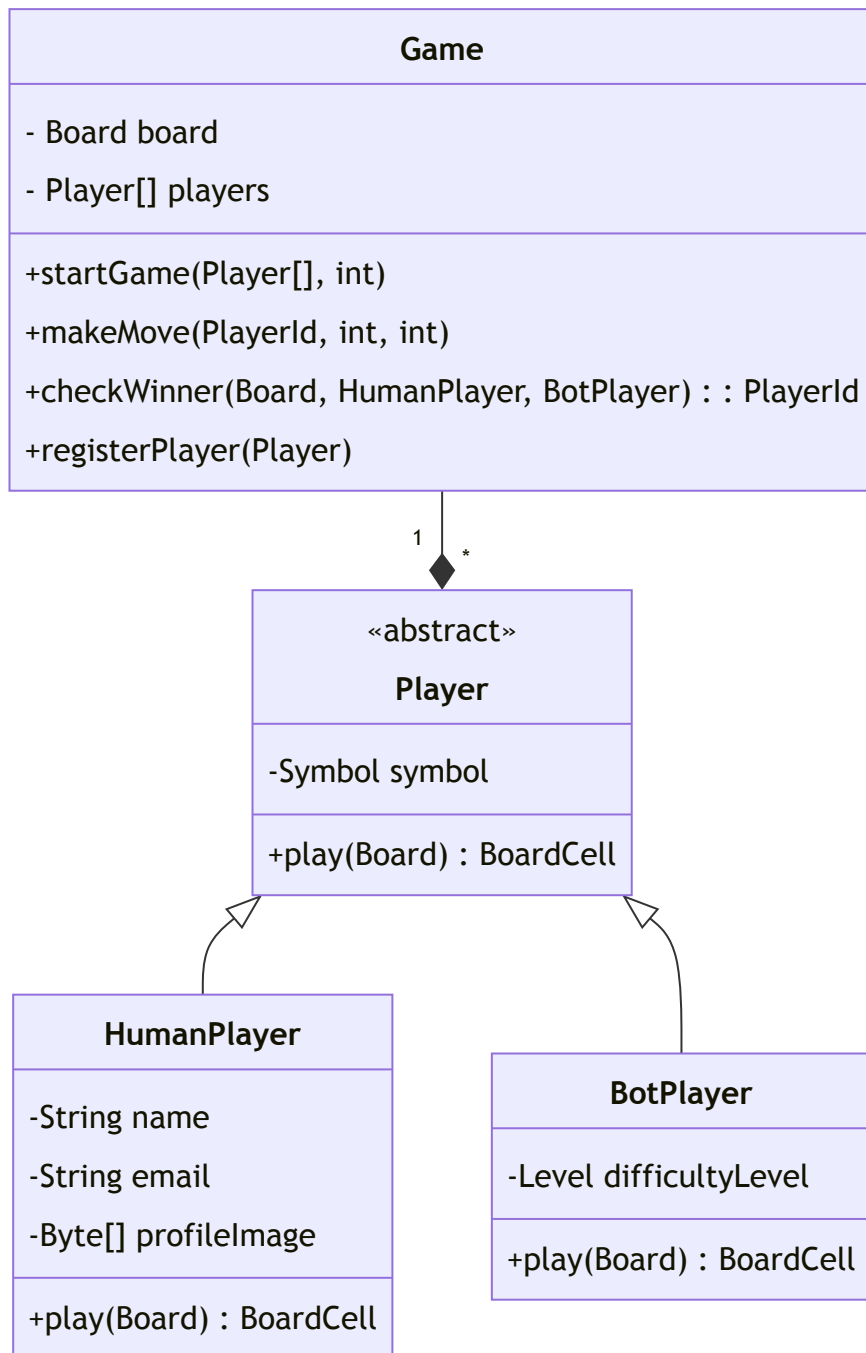 Game
- Board board
- Player[] players
+startGame(Player[], int)
+makeMove(PlayerId, int, int)
+checkWinner(Board, HumanPlayer, BotPlayer) : : PlayerId
+registerPlayer(Player)
1
*
«abstract»
Player
-Symbol symbol
+play(Board) : BoardCell
HumanPlayer
-String name
-String email
-Byte[] profileImage
+play(Board) : BoardCell
BotPlayer
-Level difficultyLevel
+play(Board) : BoardCell